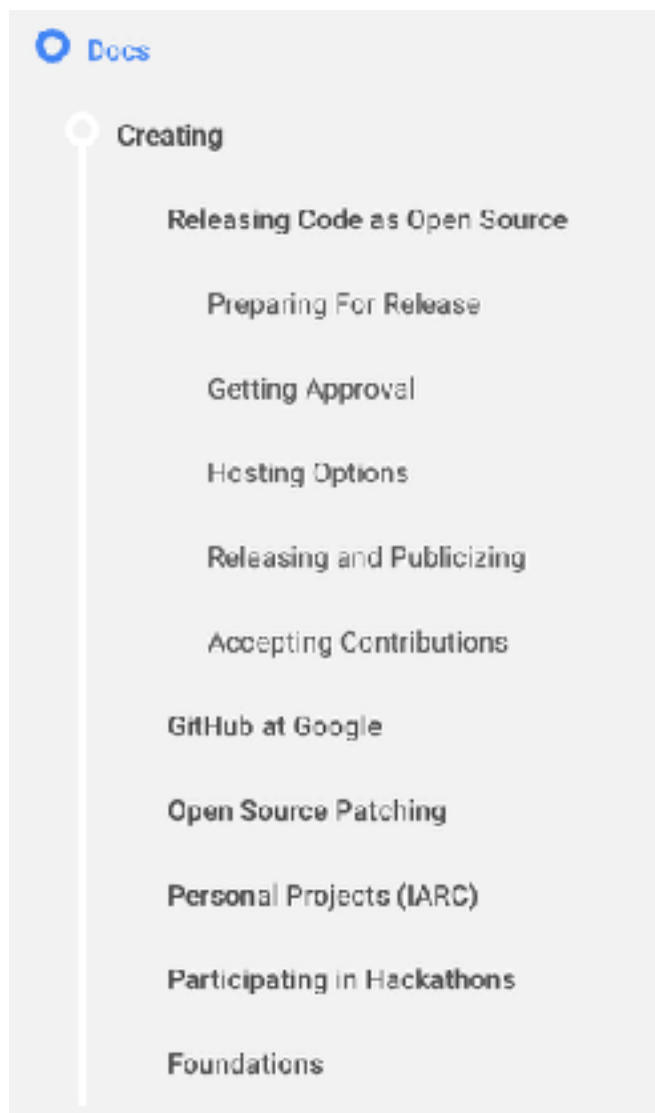 Docs
Creating
Releasing Code as Open Source
Preparing For Release
Getting Approval
Hosting Options
Releasing and Publicizing
Accepting Contributions
GitHub at Google
Open Source Patching
Personal Projects (IARC)
Participating in Hackathons
Foundations